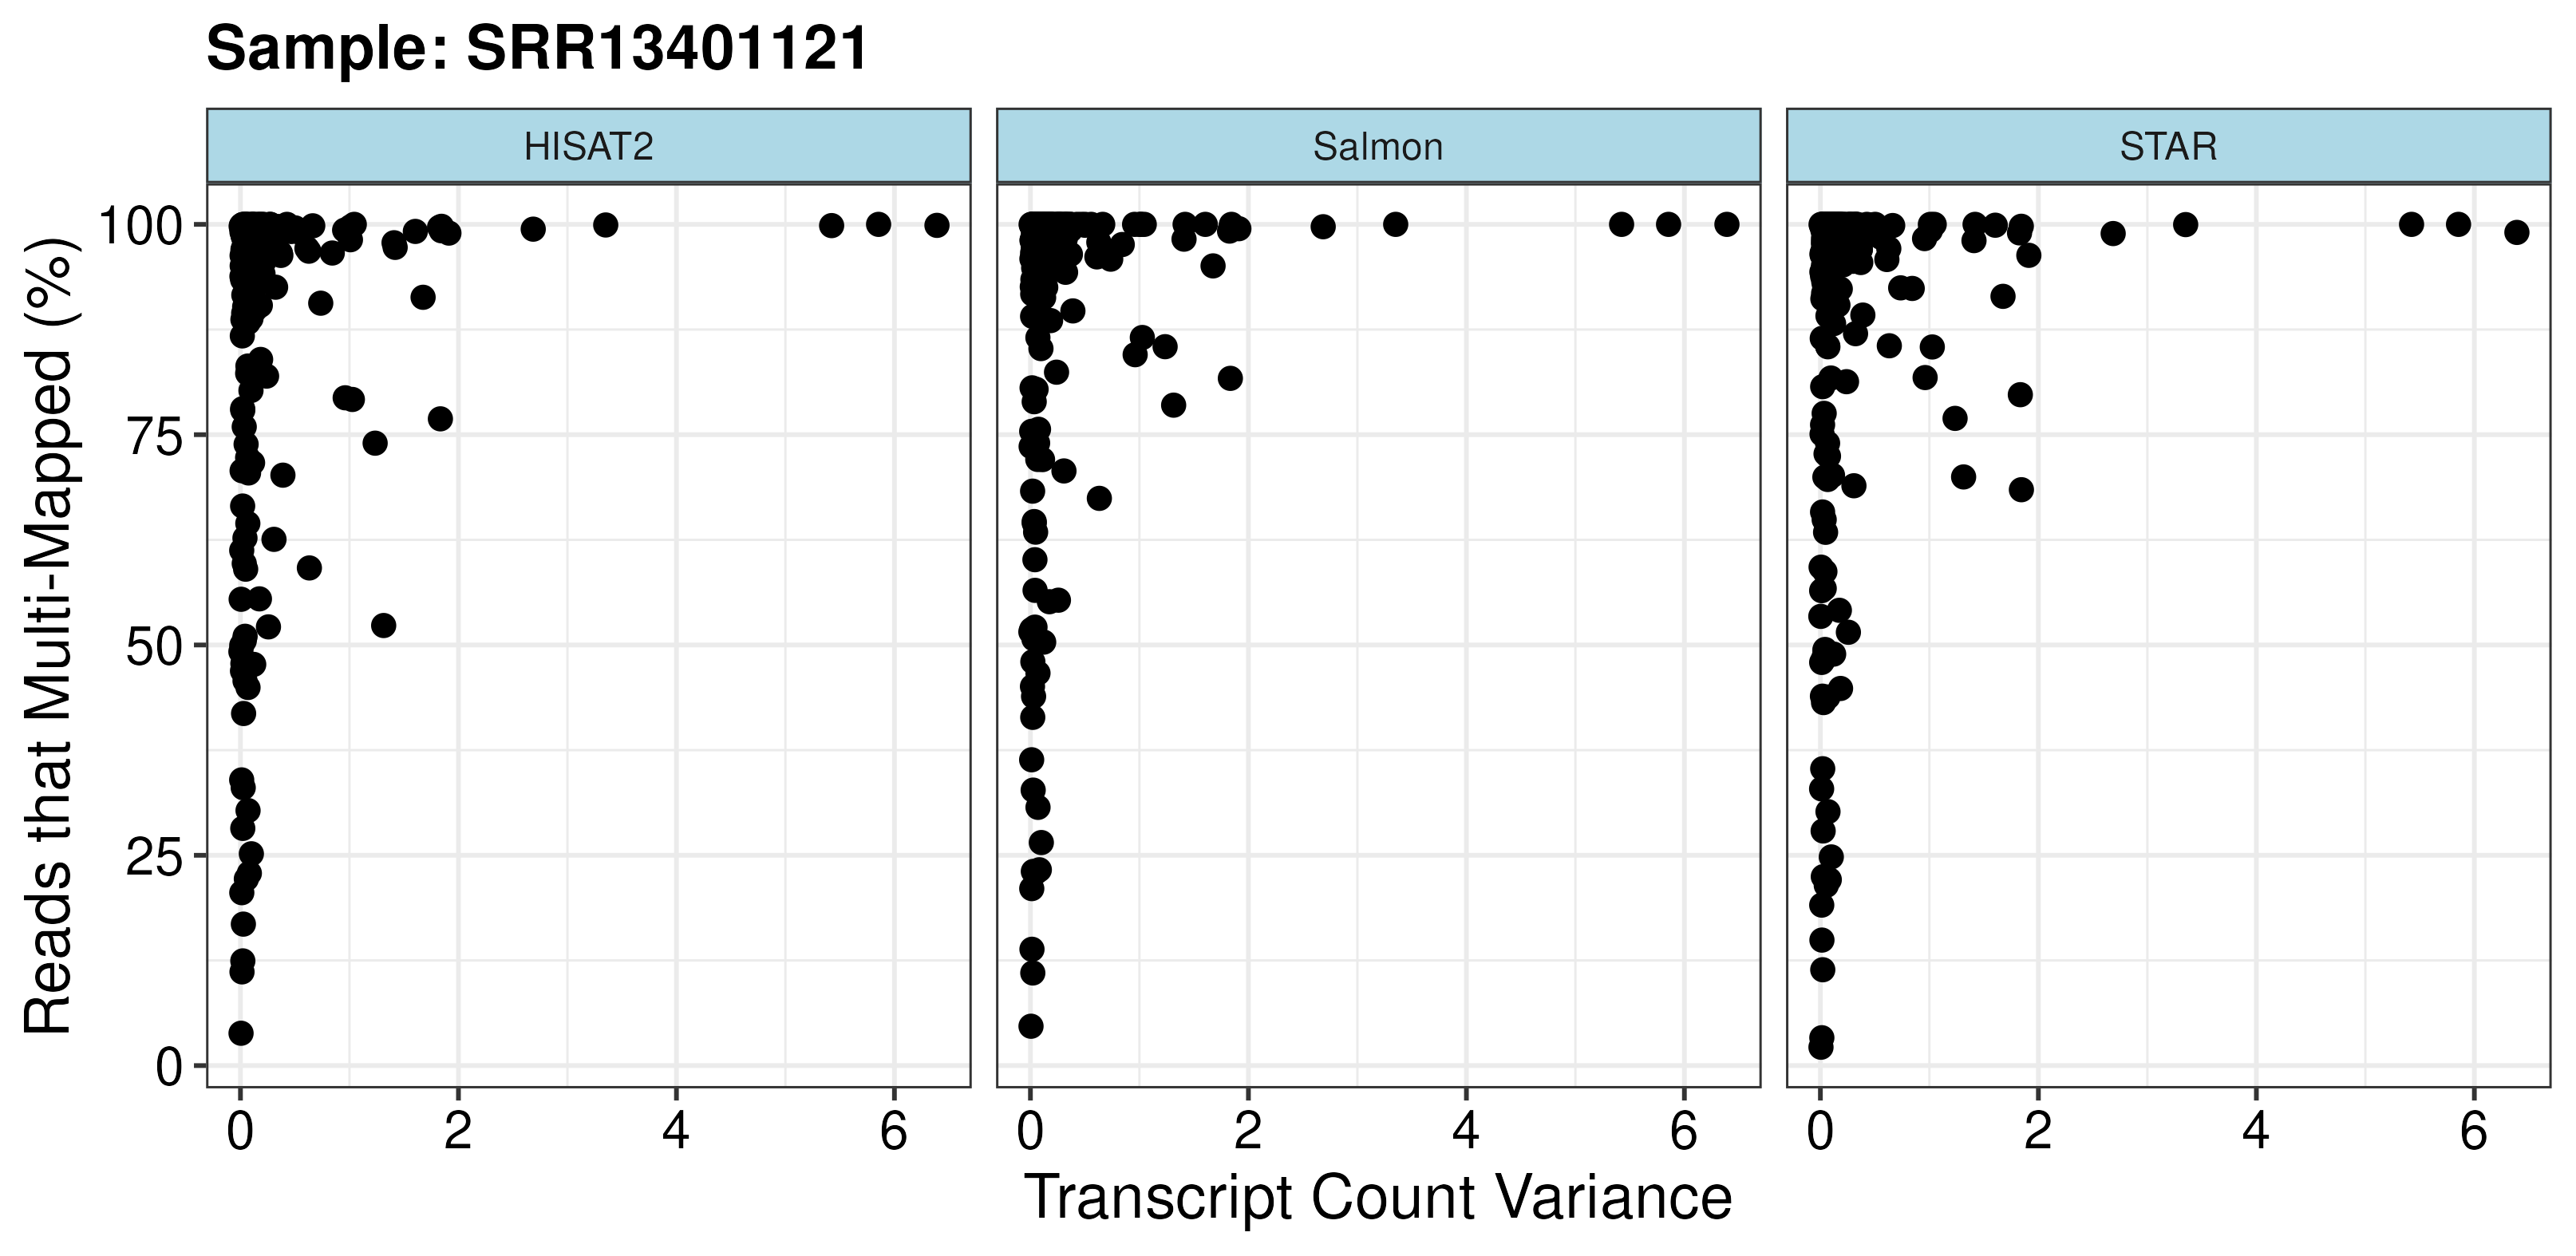 Sample: SRR13401121
HISAT2
Salmon
STAR
Reads that Multi-Mapped (%)
100
75
50
25
0
0 2 4 6
0 2 4 6
0 2 4 6
Transcript Count Variance